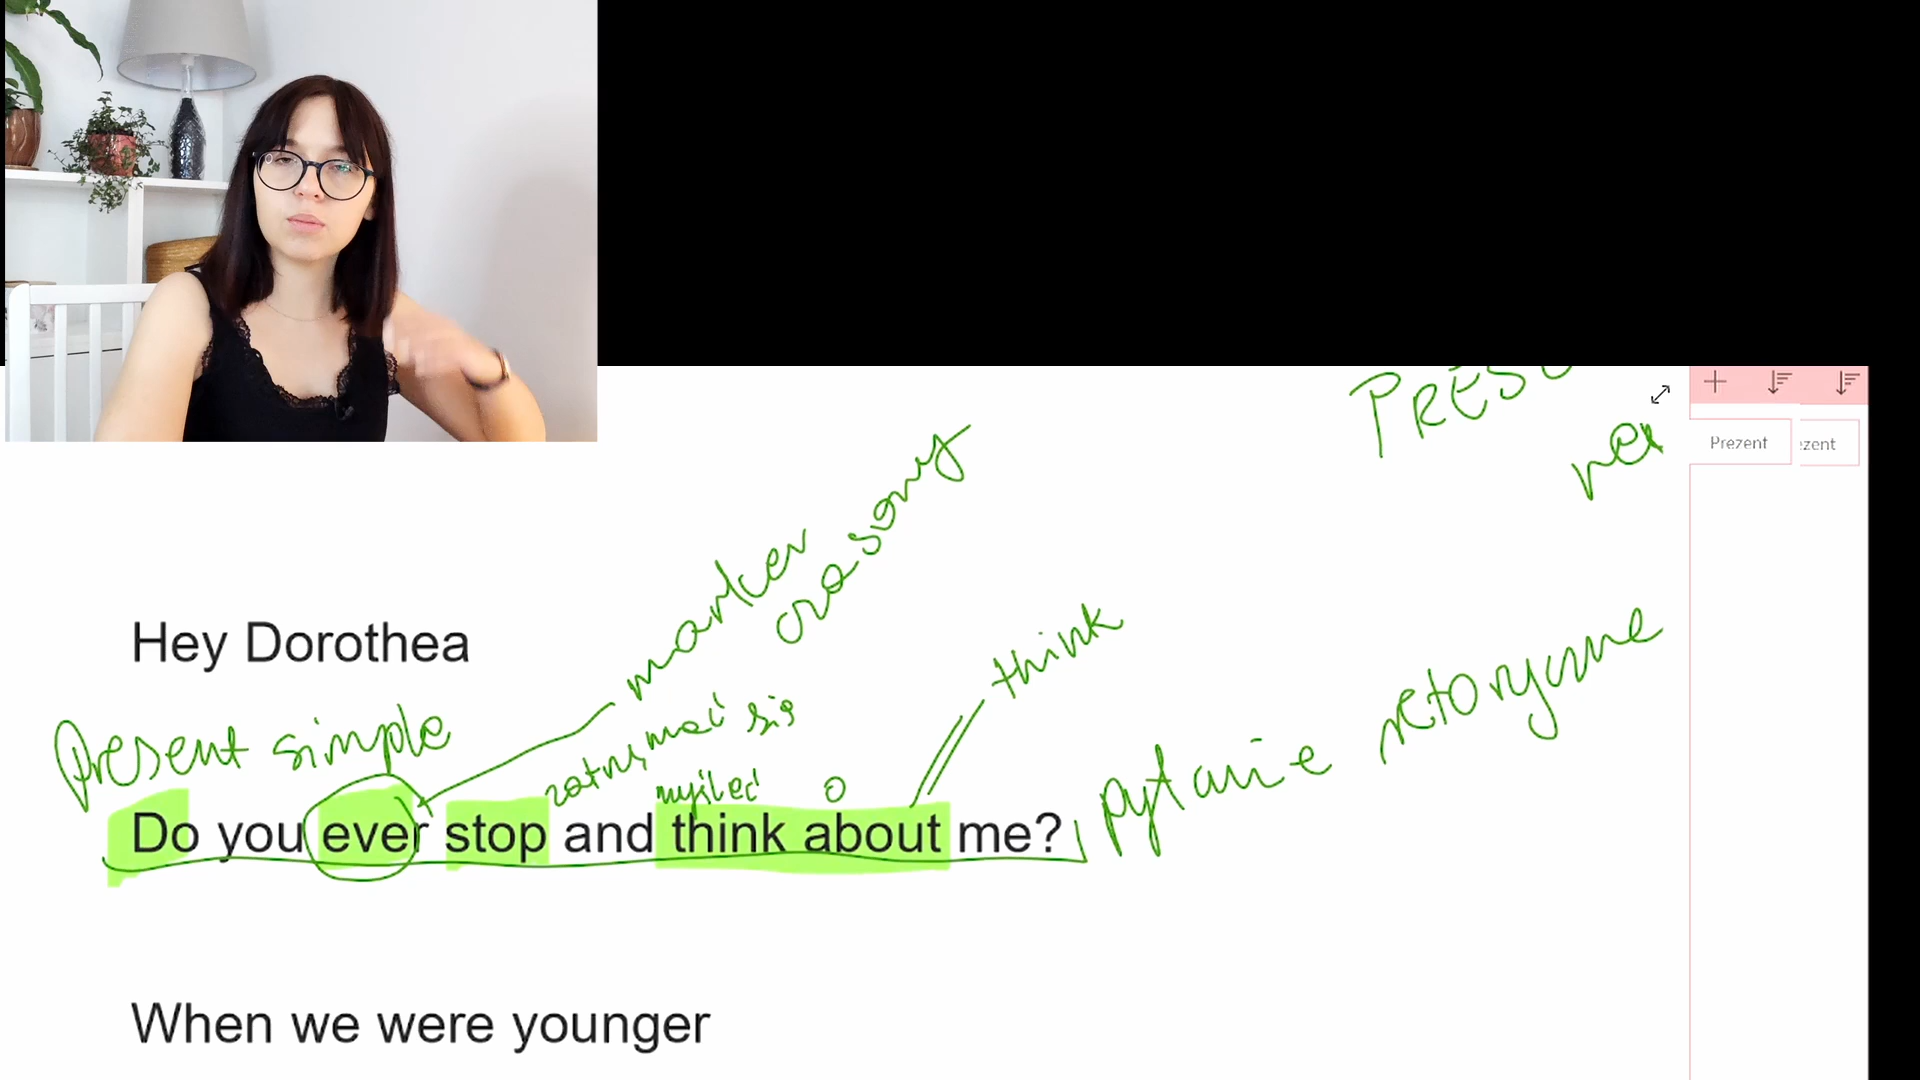 PRES
Prezent
zent
marker
czasowy
Hey Dorothea
think
Present simple
zatrzymać się
pytanie retoryczne
myśleć o
Do you ever stop and think about me?
When we were younger